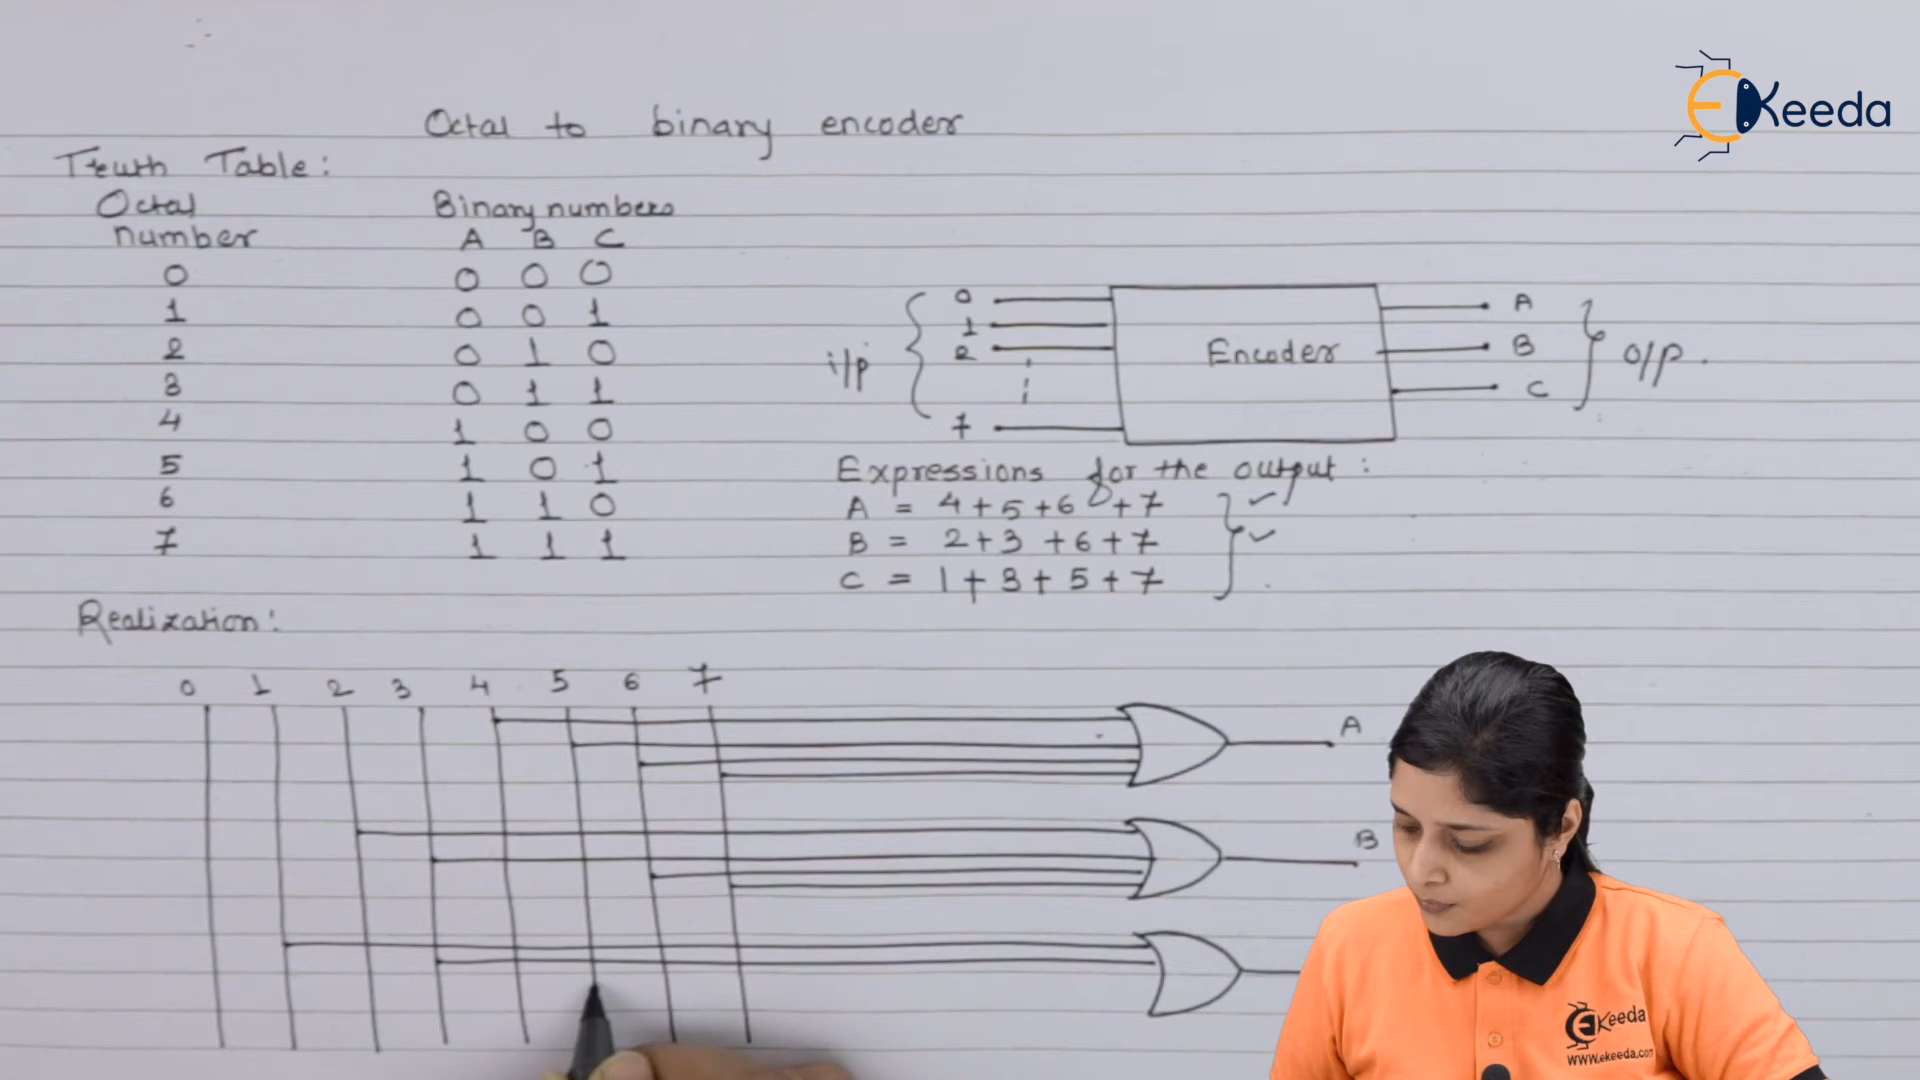 EKeeda
Octal to binary encoder
Truth Table:
Octal number
Binary numbers
A B C
0 0 0 0
1 0 0 1
2 0 1 0
3 0 1 1
4 1 0 0
5 1 0 1
6 1 1 0
7 1 1 1
i/p
0
1
2
7
Encoder
A
B
C
O/P.
Expressions for the output:
A = 4+5+6+7
B = 2+3+6+7
C = 1+3+5+7
Realization:
0 1 2 3 4 5 6 7
A
B
EKeeda
www.ekeeda.com